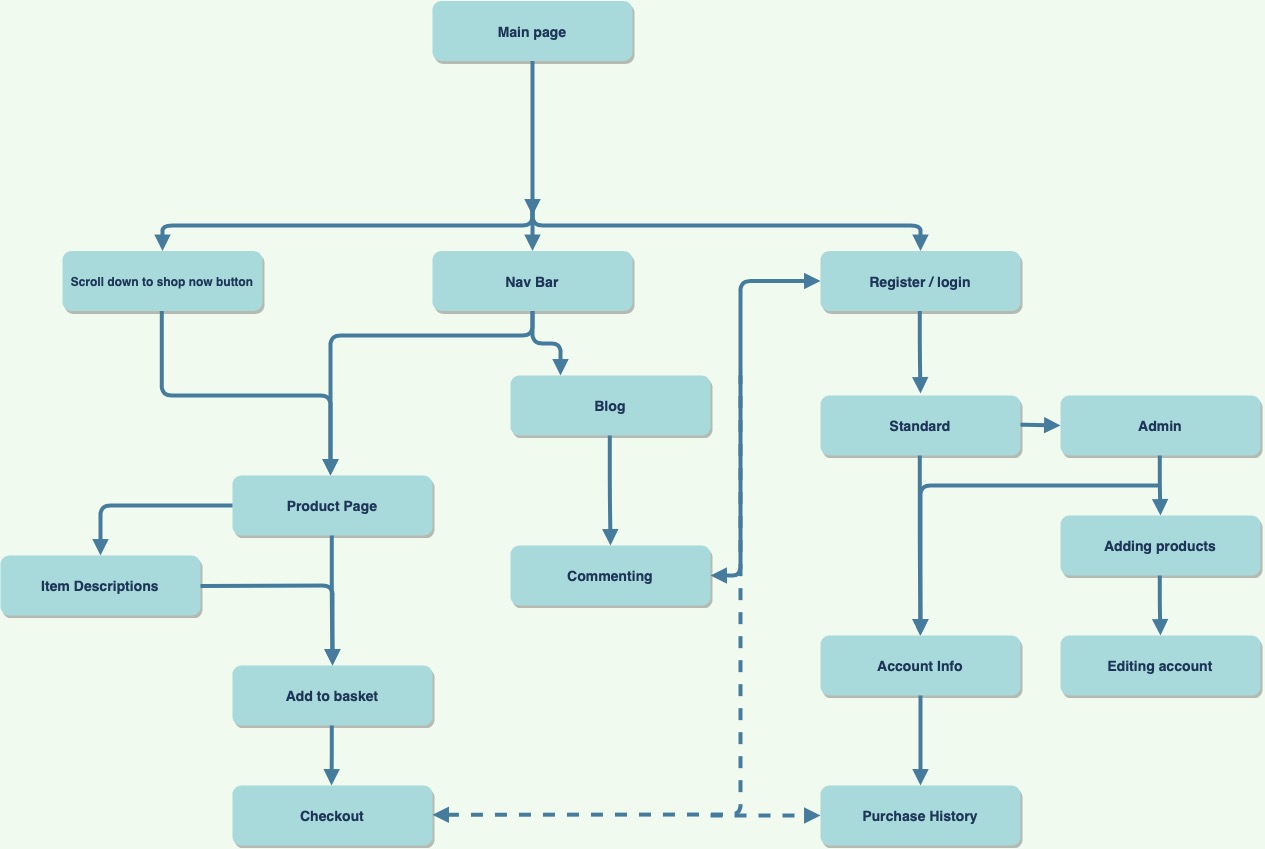 Main page
Scroll down to shop now button
Nav Bar
Register / login
Blog
Standard
Admin
Product Page
Adding products
Item Descriptions
Commenting
Account Info
Editing account
Add to basket
Checkout
Purchase History